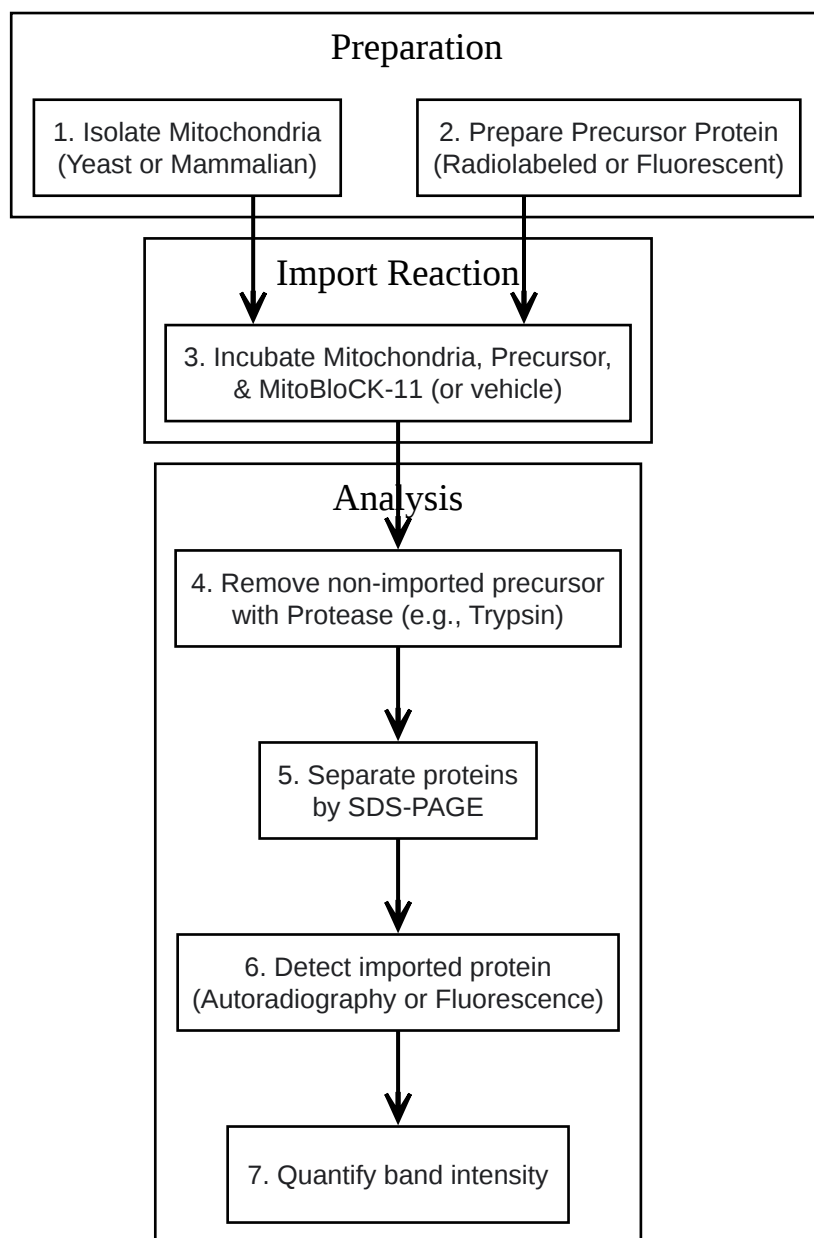 Preparation
1. Isolate Mitochondria
(Yeast or Mammalian)
2. Prepare Precursor Protein
(Radiolabeled or Fluorescent)
Import Reaction
3. Incubate Mitochondria, Precursor,
& MitoBloCK-11 (or vehicle)
Analysis
4. Remove non-imported precursor
with Protease (e.g., Trypsin)
5. Separate proteins
by SDS-PAGE
6. Detect imported protein
(Autoradiography or Fluorescence)
7. Quantify band intensity